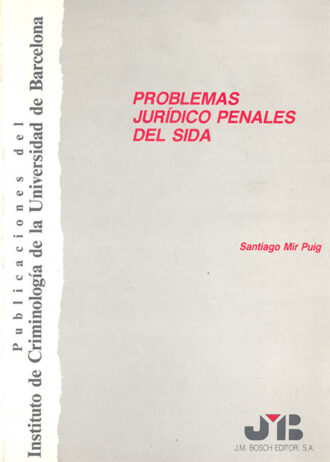 Publicaciones del
Instituto de Criminología de la Universidad de Barcelona
PROBLEMAS
JURÍDICO PENALES
DEL SIDA
Santiago Mir Puig
JMB
J.M. BOSCH EDITOR, S.A.